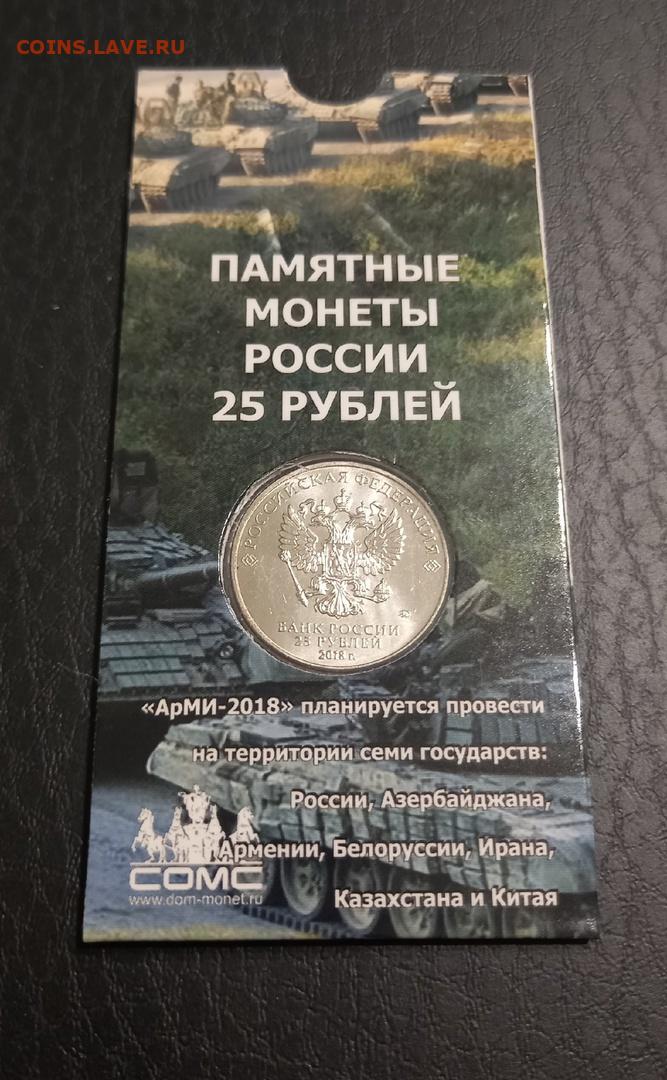 COINS.LAVE.RU
ПАМЯТНЫЕ
МОНЕТЫ
РОССИИ
25 РУБЛЕЙ
РОССИЙСКАЯ ФЕДЕРАЦИЯ
БАНК РОССИИ
25 РУБЛЕЙ
2018 г.
«АрМИ-2018» планируется провести
на территории семи государств:
России, Азербайджана,
Армении, Белоруссии, Ирана,
Казахстана и Китая
СОМС
www.dom-monet.ru